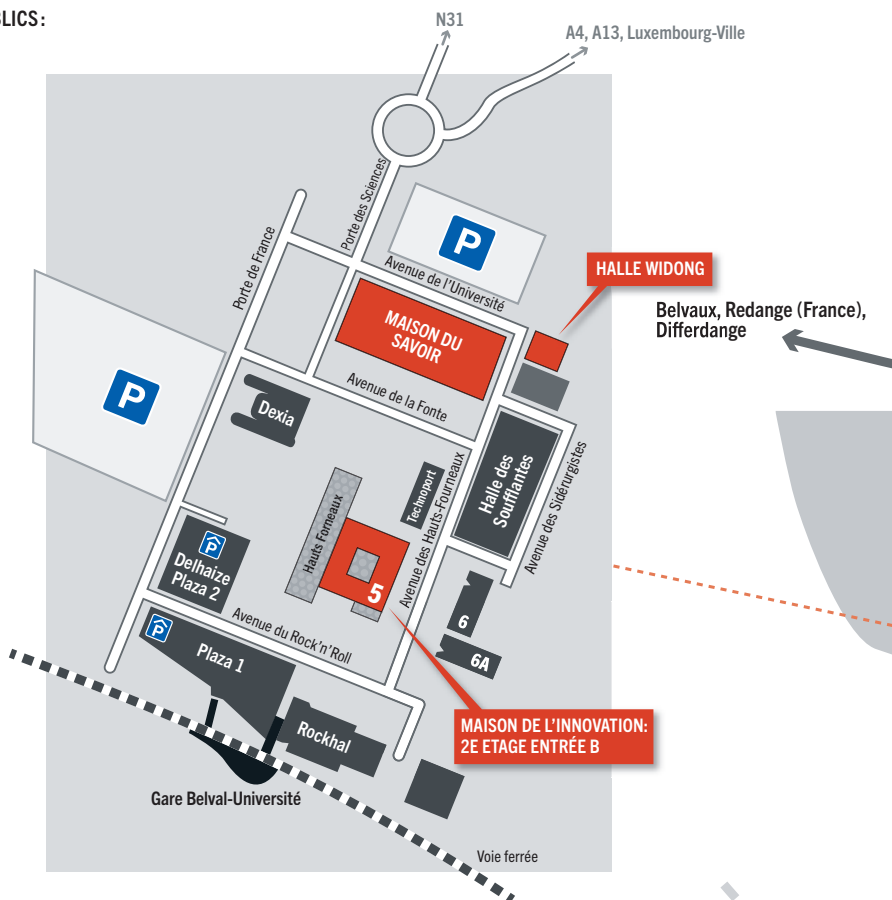 BLICS :
N31
A4, A13, Luxembourg-Ville
Porte des Sciences
P
Porte de France
Avenue de l'Université
HALLE WIDONG
Belvaux, Redange (France),
Differdange
MAISON DU
SAVOIR
P
Avenue de la Fonte
Dexia
Halle des
Soufflantes
Avenue des Sidérurgistes
Technoport
Avenue des Hauts-Fourneaux
Hauts Forneaux
P
Delhaize
Plaza 2
5
6
6A
Avenue du Rock'n'Roll
P
Plaza 1
MAISON DE L'INNOVATION:
2E ETAGE ENTRÉE B
Rockhal
Gare Belval-Université
Voie ferrée